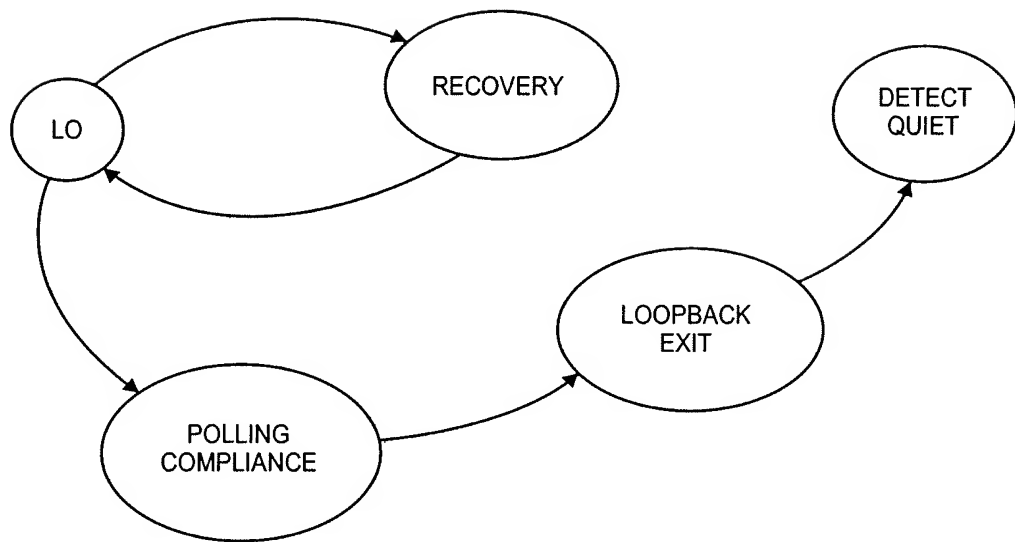 RECOVERY
DETECT
QUIET
LO
LOOPBACK
EXIT
POLLING
COMPLIANCE